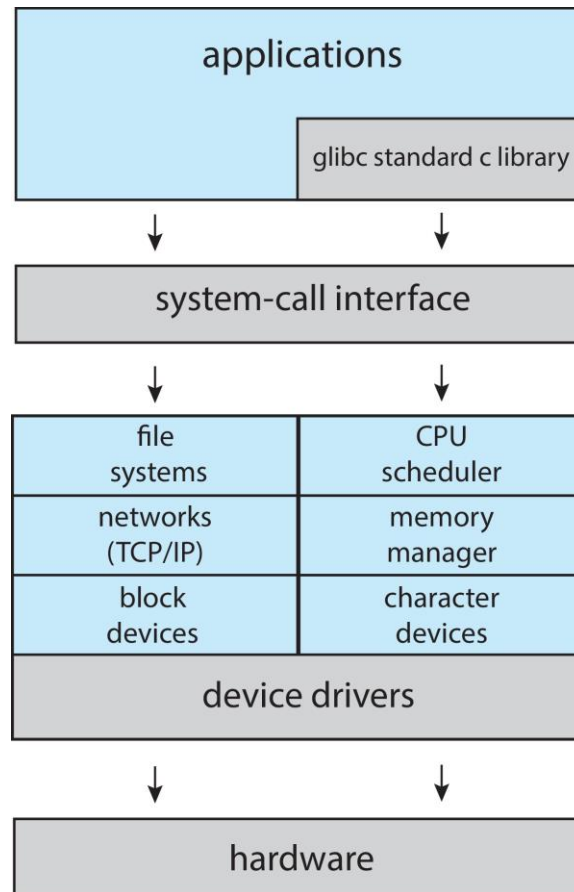 applications
glibc standard c library
system-call interface
file
systems
CPU
scheduler
networks
(TCP/IP)
memory
manager
block
devices
character
devices
device drivers
hardware